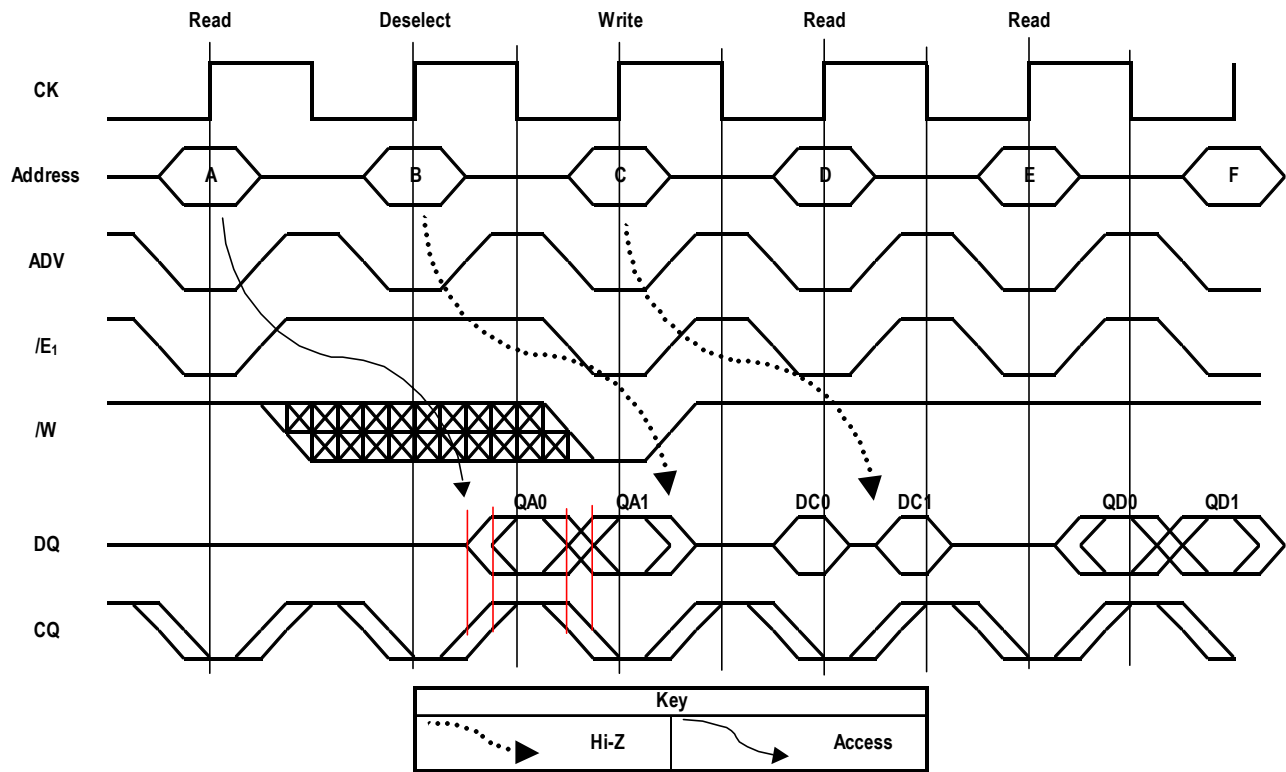 Read Deselect Write Read Read
CK
Address A B C D E F
ADV
/E1
/W
QA0 QA1 DC0 DC1 QD0 QD1
DQ
CQ
Key
Hi-Z Access